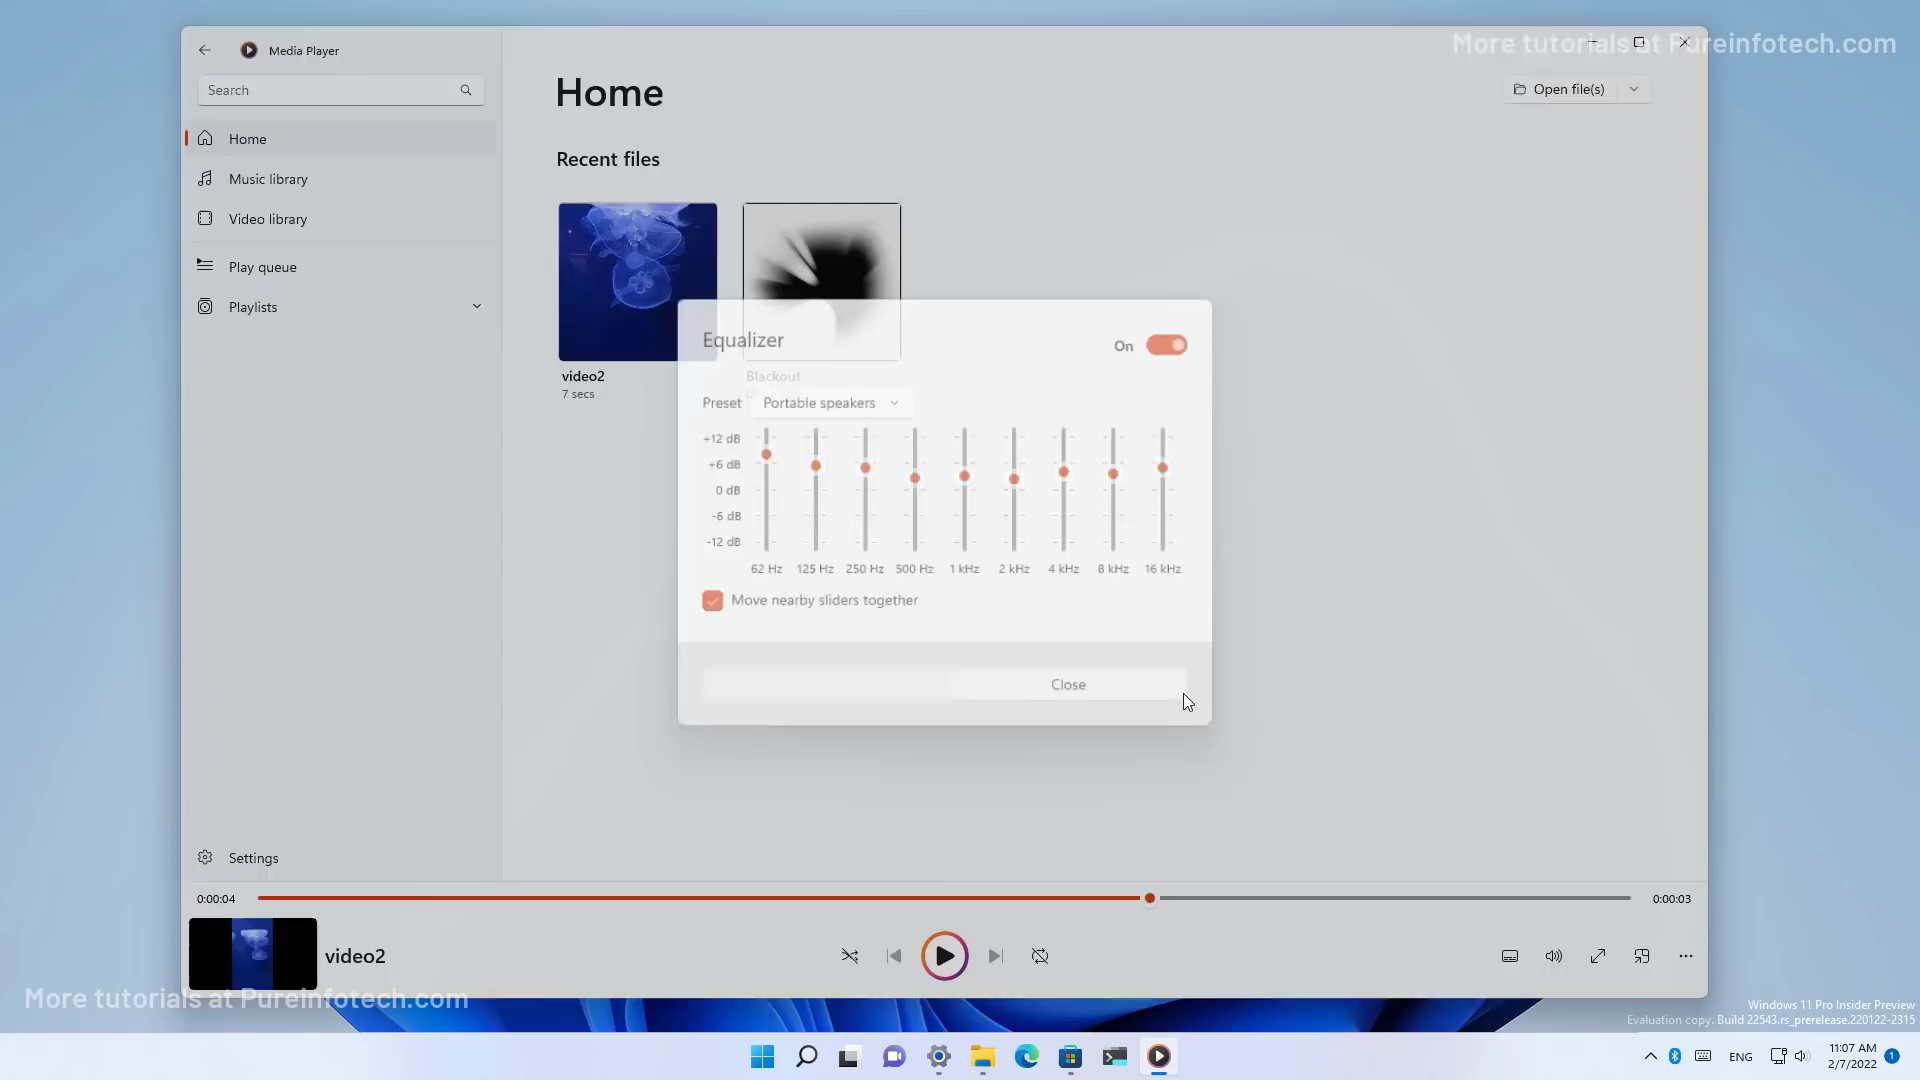 More tutorials at Pureinfotech.com
Media Player
Search
Home
Music library
Video library
Play queue
Playlists
Settings
Home
Open file(s)
Recent files
video2
7 secs
Blackout
Equalizer
On
Preset
Portable speakers
+12 dB
+6 dB
0 dB
-6 dB
-12 dB
62 Hz 125 Hz 250 Hz 500 Hz 1 kHz 2 kHz 4 kHz 8 kHz 16 kHz
Move nearby sliders together
Close
0:00:04
0:00:03
video2
More tutorials at Pureinfotech.com
Windows 11 Pro Insider Preview
Evaluation copy. Build 22543.rs_prerelease.220122-2315
ENG
11:07 AM
2/7/2022
1